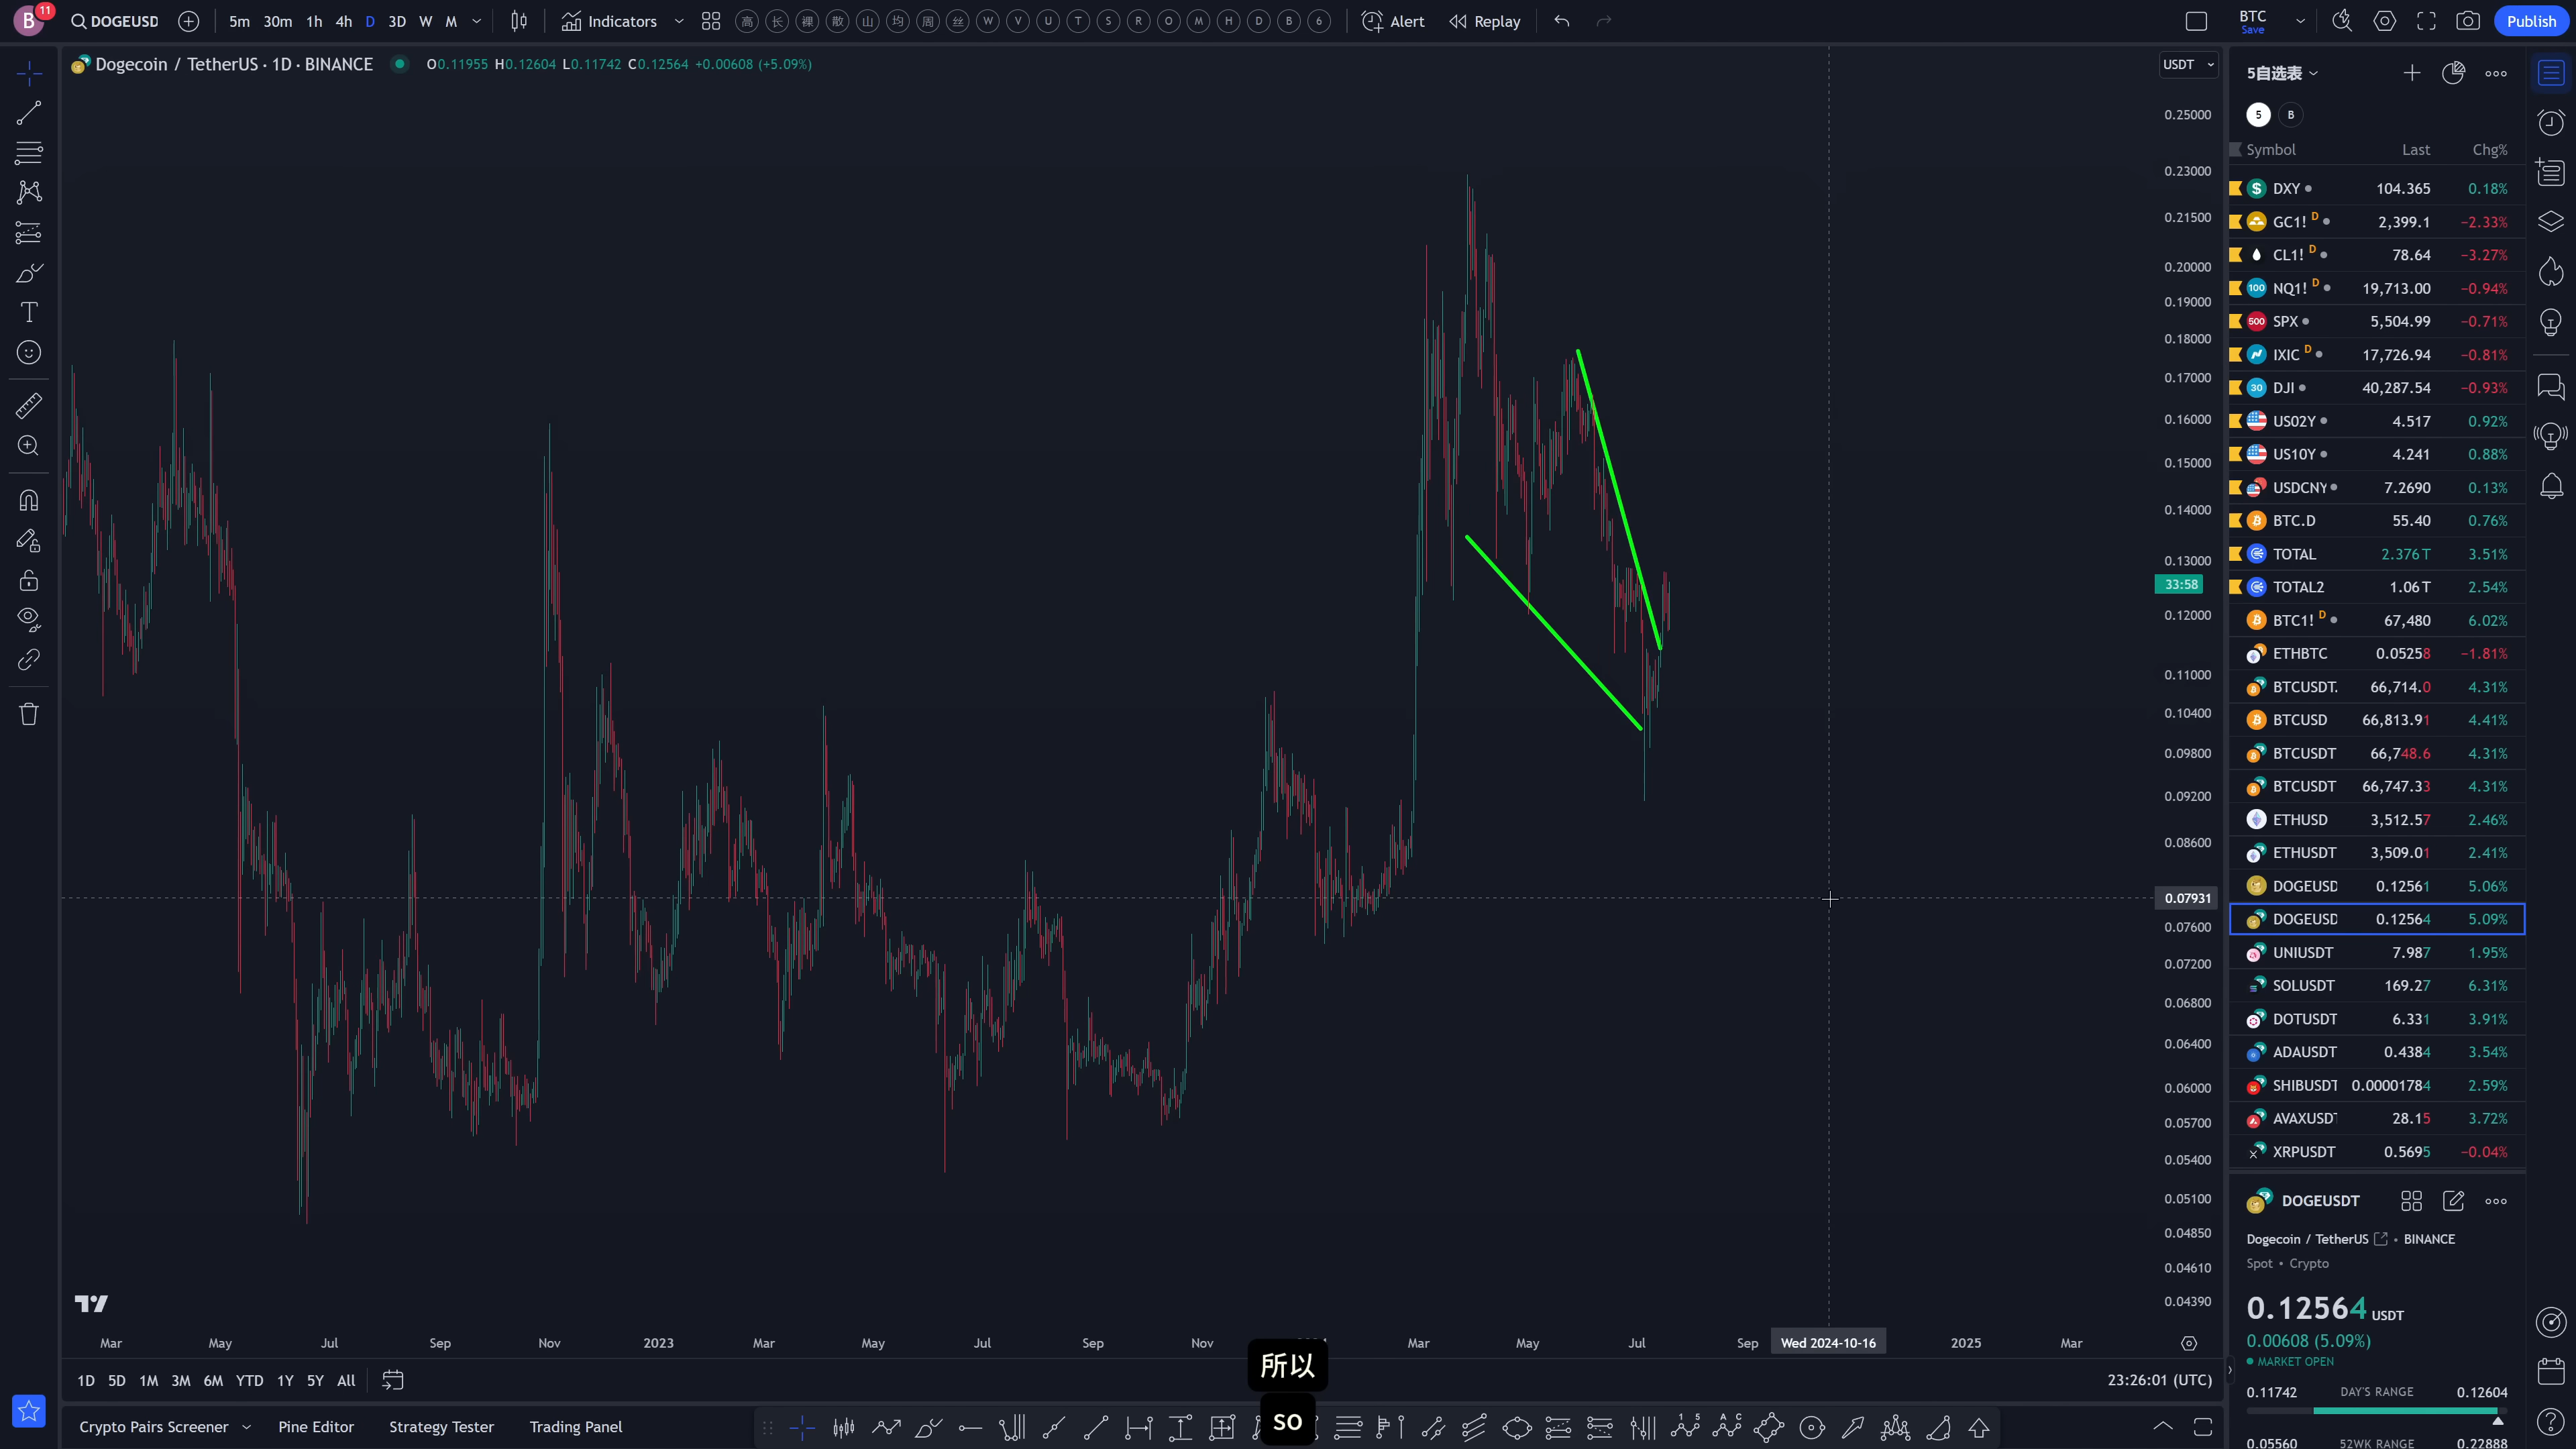 B 11 DOGEUSD 5m 30m 1h 4h D 3D W M Indicators 高 长 裸 散 山 均 周 丝 W V U T S R O M H D B 6 Alert Replay BTC Save Publish
Dogecoin / TetherUS · 1D · BINANCE O0.11955 H0.12604 L0.11742 C0.12564 +0.00608 (+5.09%)
USDT
0.25000
0.23000
0.21500
0.20000
0.19000
0.18000
0.17000
0.16000
0.15000
0.14000
0.13000
33:58
0.12000
0.11000
0.10400
0.09800
0.09200
0.08600
0.07931
0.07600
0.07200
0.06800
0.06400
0.06000
0.05700
0.05400
0.05100
0.04850
0.04610
0.04390
Mar May Jul Sep Nov 2023 Mar May Jul Sep Nov Mar May Jul Sep Wed 2024-10-16 2025 Mar
所以
so
1D 5D 1M 3M 6M YTD 1Y 5Y All 23:26:01 (UTC)
Crypto Pairs Screener Pine Editor Strategy Tester Trading Panel
5自选表
5 B
Symbol Last Chg%
DXY 104.365 0.18%
GC1! D 2,399.1 −2.33%
CL1! D 78.64 −3.27%
NQ1! D 19,713.00 −0.94%
SPX 5,504.99 −0.71%
IXIC D 17,726.94 −0.81%
DJI 40,287.54 −0.93%
US02Y 4.517 0.92%
US10Y 4.241 0.88%
USDCNY 7.2690 0.13%
BTC.D 55.40 0.76%
TOTAL 2.376T 3.51%
TOTAL2 1.06T 2.54%
BTC1! D 67,480 6.02%
ETHBTC 0.05258 −1.81%
BTCUSDT. 66,714.0 4.31%
BTCUSD 66,813.91 4.41%
BTCUSDT 66,748.6 4.31%
BTCUSDT 66,747.33 4.31%
ETHUSD 3,512.57 2.46%
ETHUSDT 3,509.01 2.41%
DOGEUSD 0.12561 5.06%
DOGEUSD 0.12564 5.09%
UNIUSDT 7.987 1.95%
SOLUSDT 169.27 6.31%
DOTUSDT 6.331 3.91%
ADAUSDT 0.4384 3.54%
SHIBUSDT 0.00001784 2.59%
AVAXUSD 28.15 3.72%
XRPUSDT 0.5695 −0.04%
DOGEUSDT
Dogecoin / TetherUS • BINANCE
Spot • Crypto
0.12564 USDT
0.00608 (5.09%)
MARKET OPEN
0.11742 DAY'S RANGE 0.12604
0.05560 52WK RANGE 0.22888